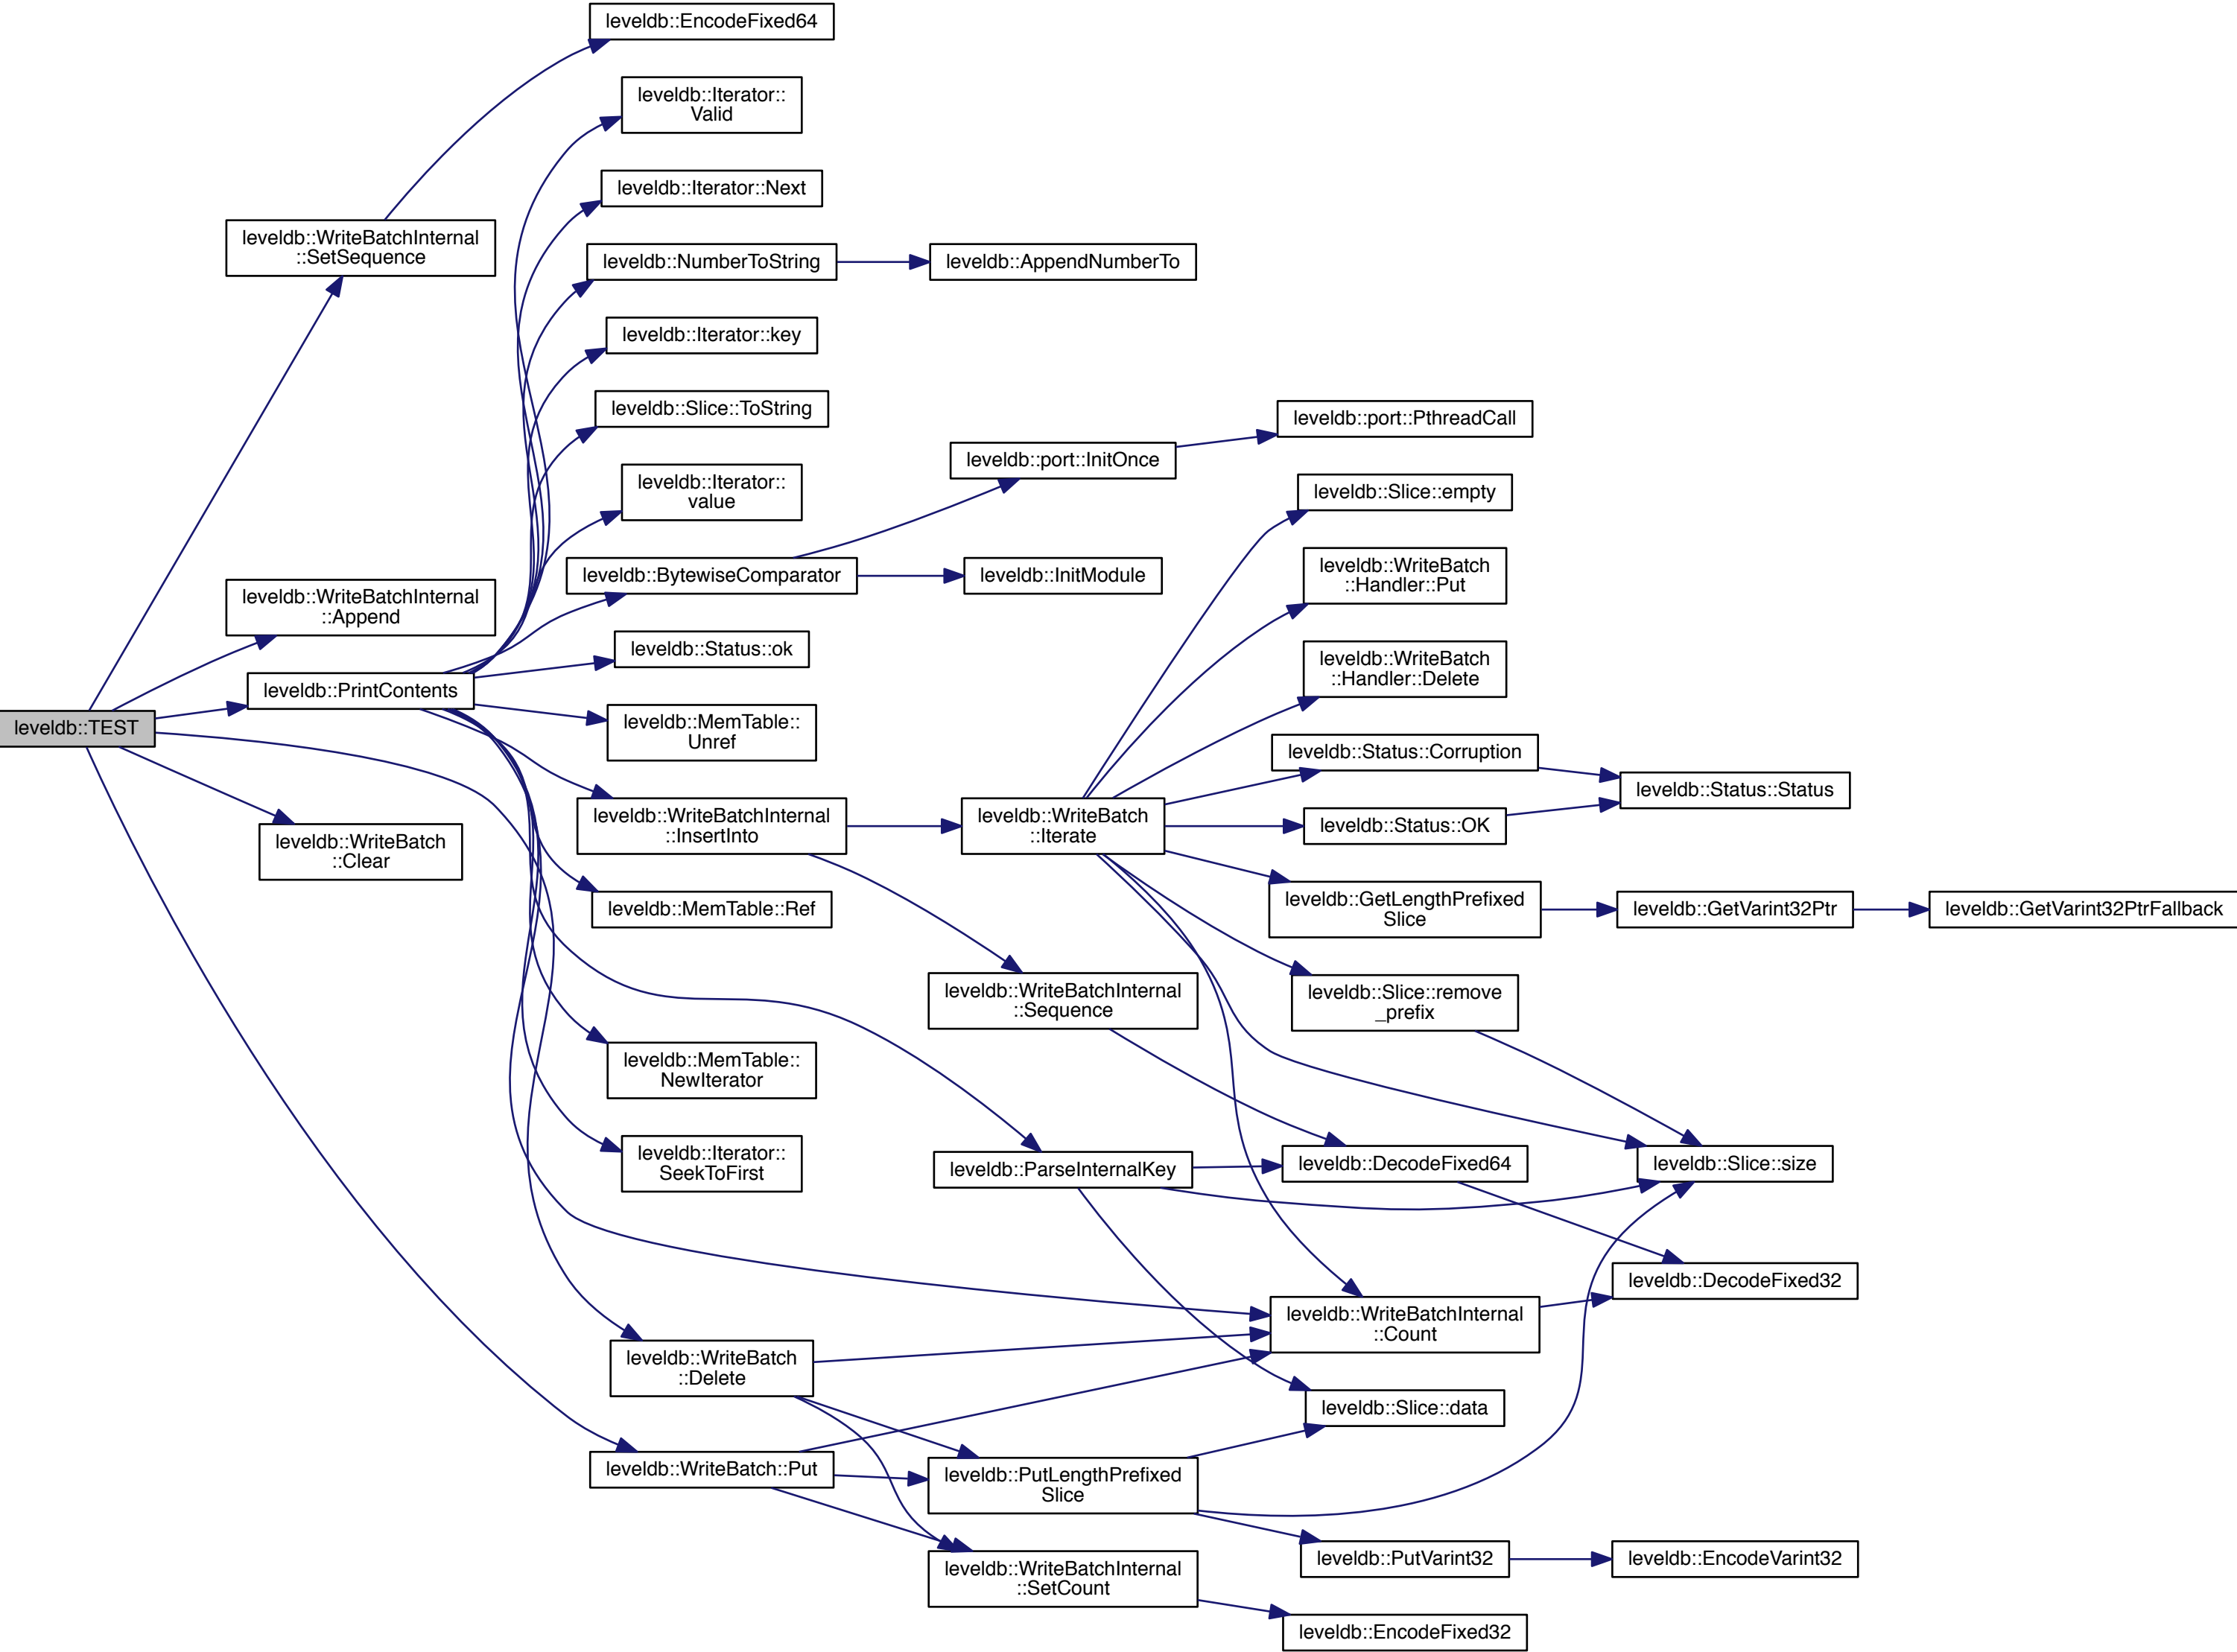 leveldb::EncodeFixed64
leveldb::Iterator::
Valid
leveldb::Iterator::Next
leveldb::WriteBatchInternal
::SetSequence
leveldb::NumberToString
leveldb::AppendNumberTo
leveldb::Iterator::key
leveldb::Slice::ToString
leveldb::port::PthreadCall
leveldb::port::InitOnce
leveldb::Iterator::
value
leveldb::Slice::empty
leveldb::BytewiseComparator
leveldb::InitModule
leveldb::WriteBatch
::Handler::Put
leveldb::WriteBatchInternal
::Append
leveldb::Status::ok
leveldb::WriteBatch
::Handler::Delete
leveldb::PrintContents
leveldb::TEST
leveldb::MemTable::
Unref
leveldb::Status::Corruption
leveldb::Status::Status
leveldb::WriteBatchInternal
::InsertInto
leveldb::WriteBatch
::Iterate
leveldb::Status::OK
leveldb::WriteBatch
::Clear
leveldb::MemTable::Ref
leveldb::GetLengthPrefixed
Slice
leveldb::GetVarint32Ptr
leveldb::GetVarint32PtrFallback
leveldb::WriteBatchInternal
::Sequence
leveldb::Slice::remove
_prefix
leveldb::MemTable::
NewIterator
leveldb::Iterator::
SeekToFirst
leveldb::ParseInternalKey
leveldb::DecodeFixed64
leveldb::Slice::size
leveldb::DecodeFixed32
leveldb::WriteBatchInternal
::Count
leveldb::WriteBatch
::Delete
leveldb::Slice::data
leveldb::WriteBatch::Put
leveldb::PutLengthPrefixed
Slice
leveldb::PutVarint32
leveldb::EncodeVarint32
leveldb::WriteBatchInternal
::SetCount
leveldb::EncodeFixed32